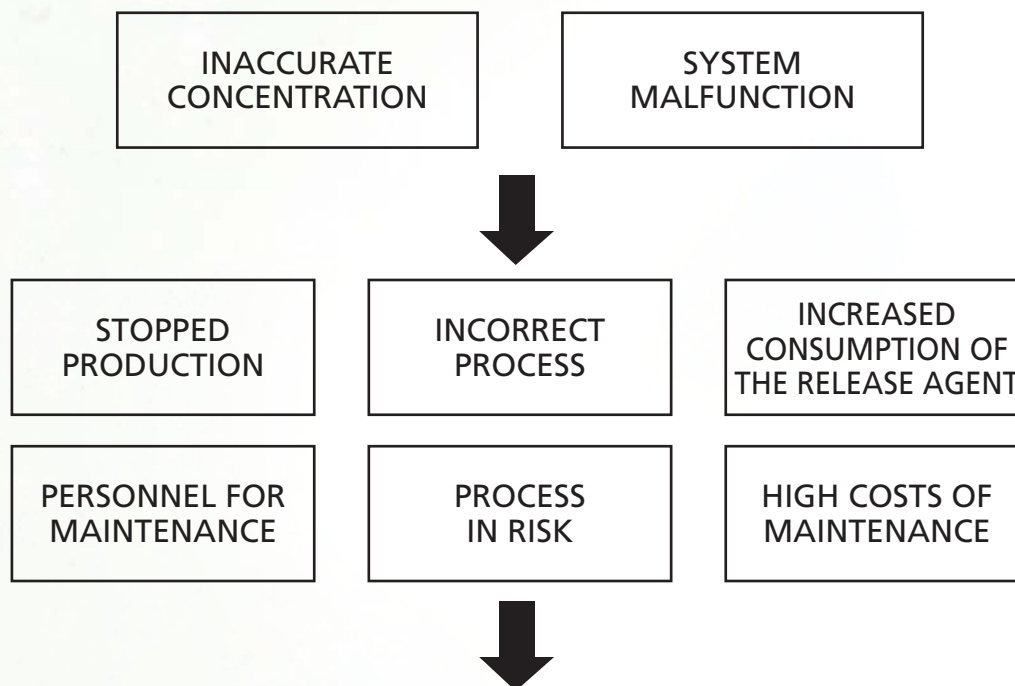 INACCURATE
CONCENTRATION
SYSTEM
MALFUNCTION
STOPPED
PRODUCTION
INCORRECT
PROCESS
INCREASED
CONSUMPTION OF
THE RELEASE AGENT
PERSONNEL FOR
MAINTENANCE
PROCESS
IN RISK
HIGH COSTS OF
MAINTENANCE